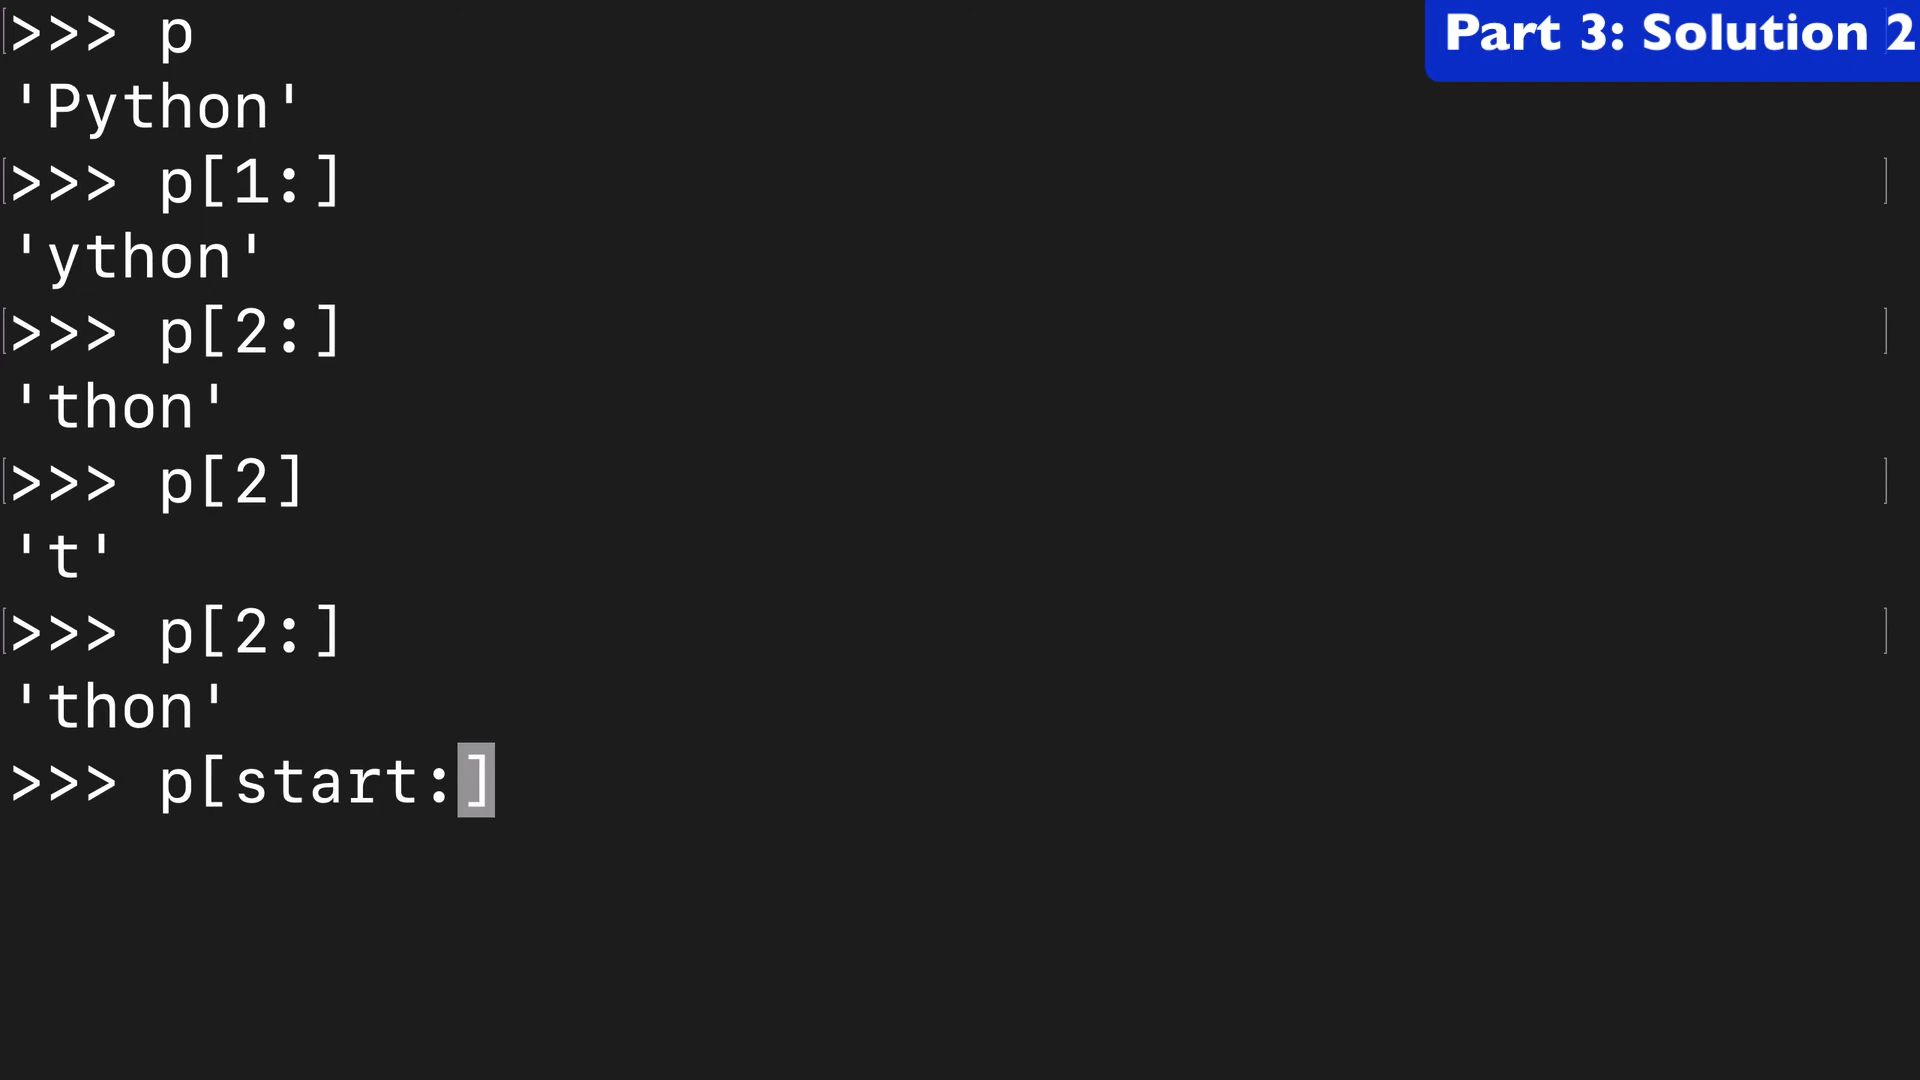 >>> p
Part 3: Solution 2
'Python'
>>> p[1:]
'ython'
>>> p[2:]
'thon'
>>> p[2]
't'
>>> p[2:]
'thon'
>>> p[start:]